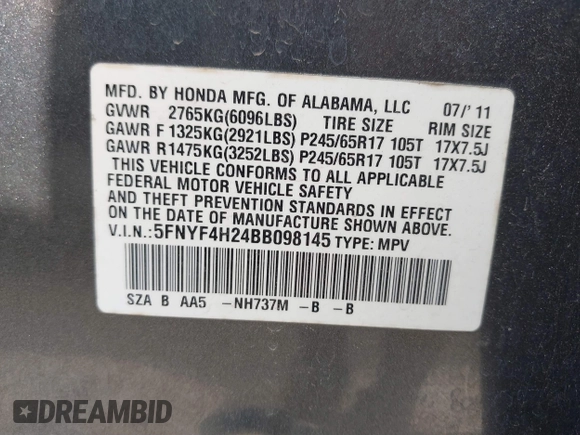 MFD. BY HONDA MFG. OF ALABAMA, LLC 07/'11
GVWR 2765KG(6096LBS) TIRE SIZE RIM SIZE
GAWR F 1325KG(2921LBS) P245/65R17 105T 17X7.5J
GAWR R1475KG(3252LBS) P245/65R17 105T 17X7.5J
THIS VEHICLE CONFORMS TO ALL APPLICABLE
FEDERAL MOTOR VEHICLE SAFETY
AND THEFT PREVENTION STANDARDS IN EFFECT
ON THE DATE OF MANUFACTURE SHOWN ABOVE.
V.I.N.:5FNYF4H24BB098145 TYPE: MPV
SZA B AA5 -NH737M -B -B
DREAMBID